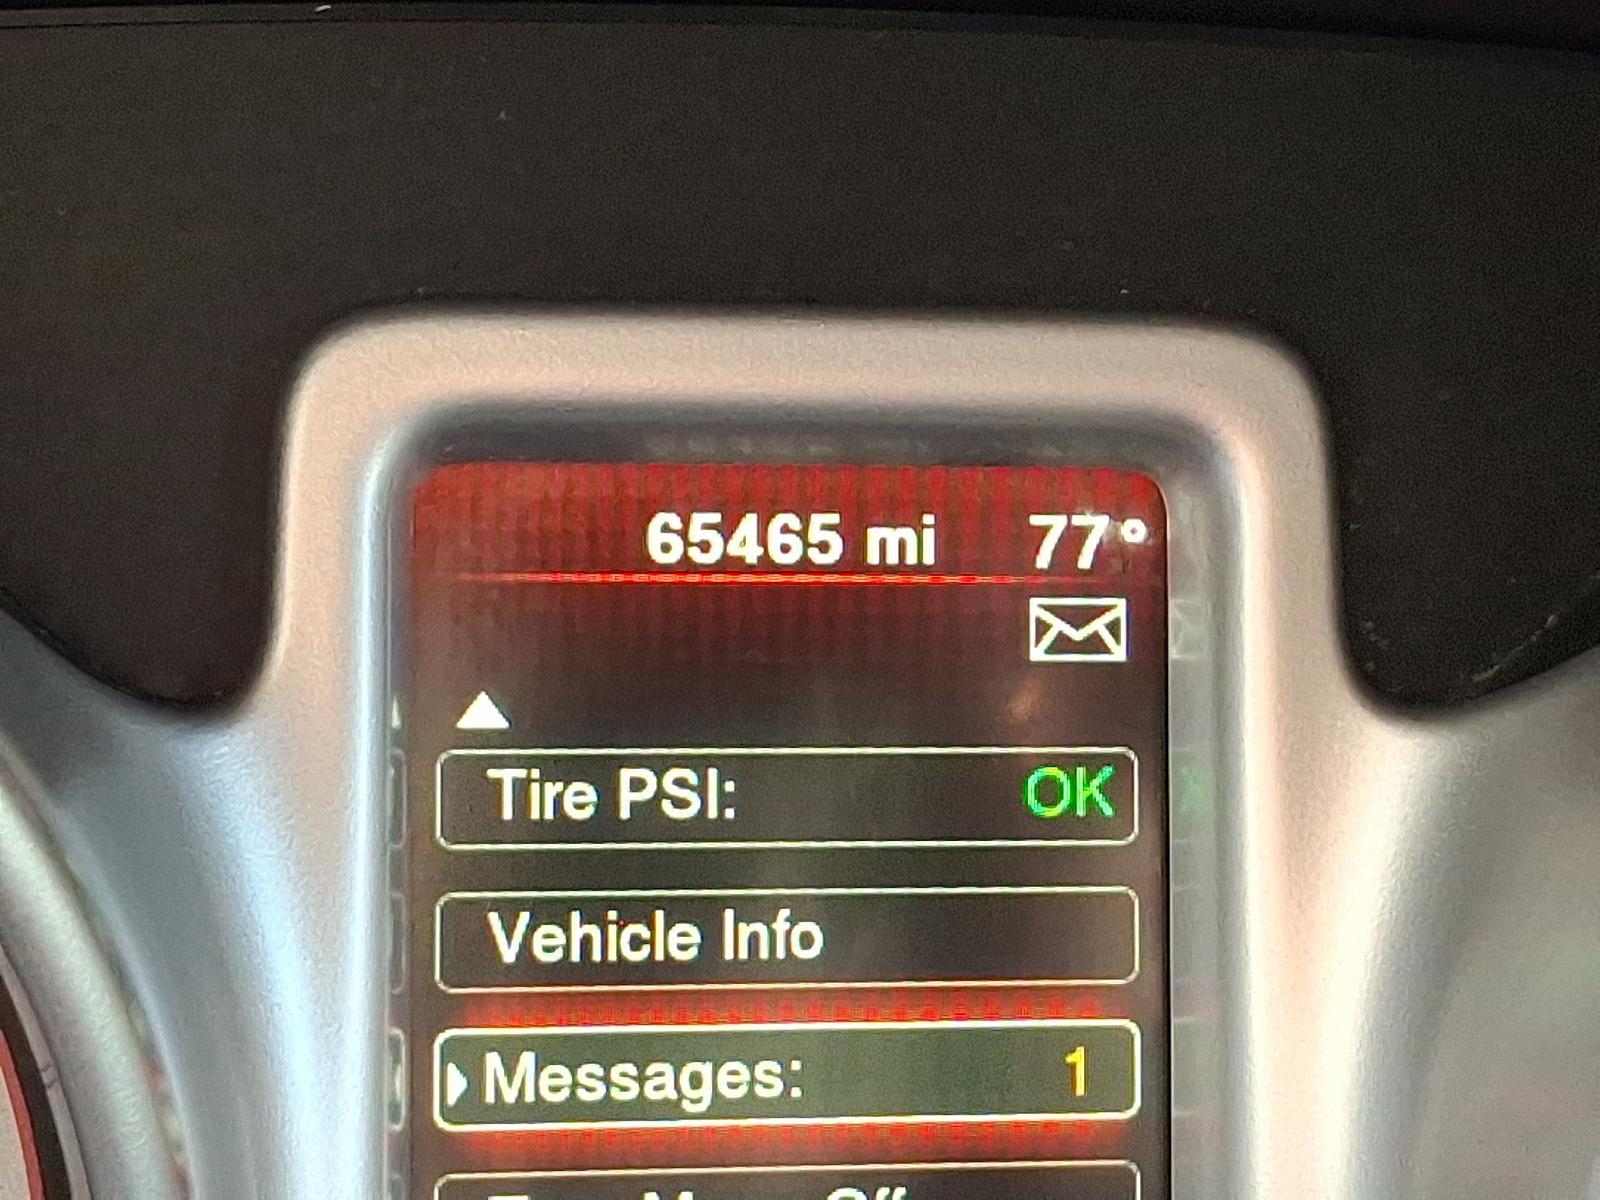 65465 mi 77°
Tire PSI: OK
Vehicle Info
Messages: 1